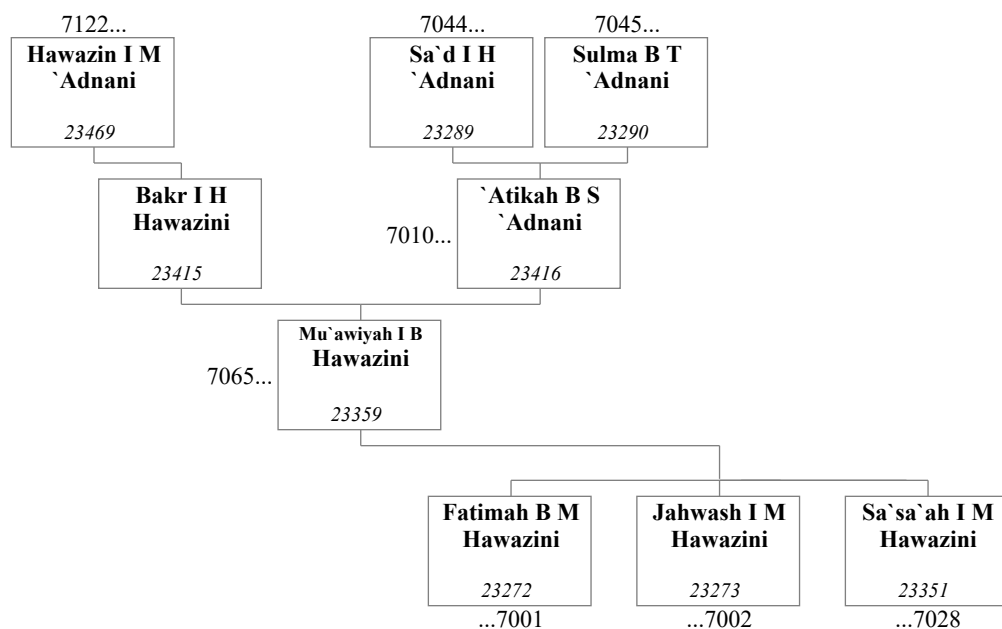 7122...
Hawazin I M
`Adnani
23469
7044...
Sa`d I H
`Adnani
23289
7045...
Sulma B T
`Adnani
23290
Bakr I H
Hawazini
23415
7010...
`Atikah B S
`Adnani
23416
7065...
Mu`awiyah I B
Hawazini
23359
Fatimah B M
Hawazini
23272
...7001
Jahwash I M
Hawazini
23273
...7002
Sa`sa`ah I M
Hawazini
23351
...7028